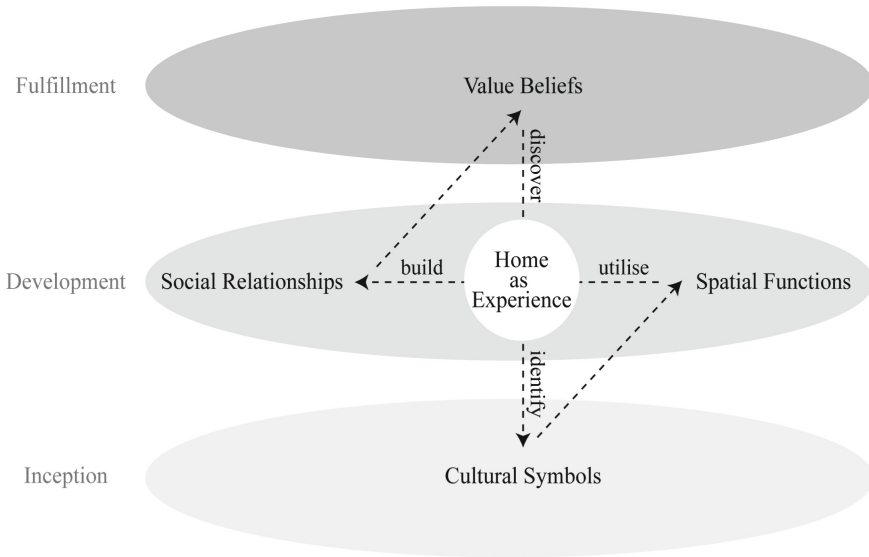 Fulfillment
Value Beliefs
discover
Development
Social Relationships
build
Home
as
Experience
utilise
Spatial Functions
identify
Inception
Cultural Symbols